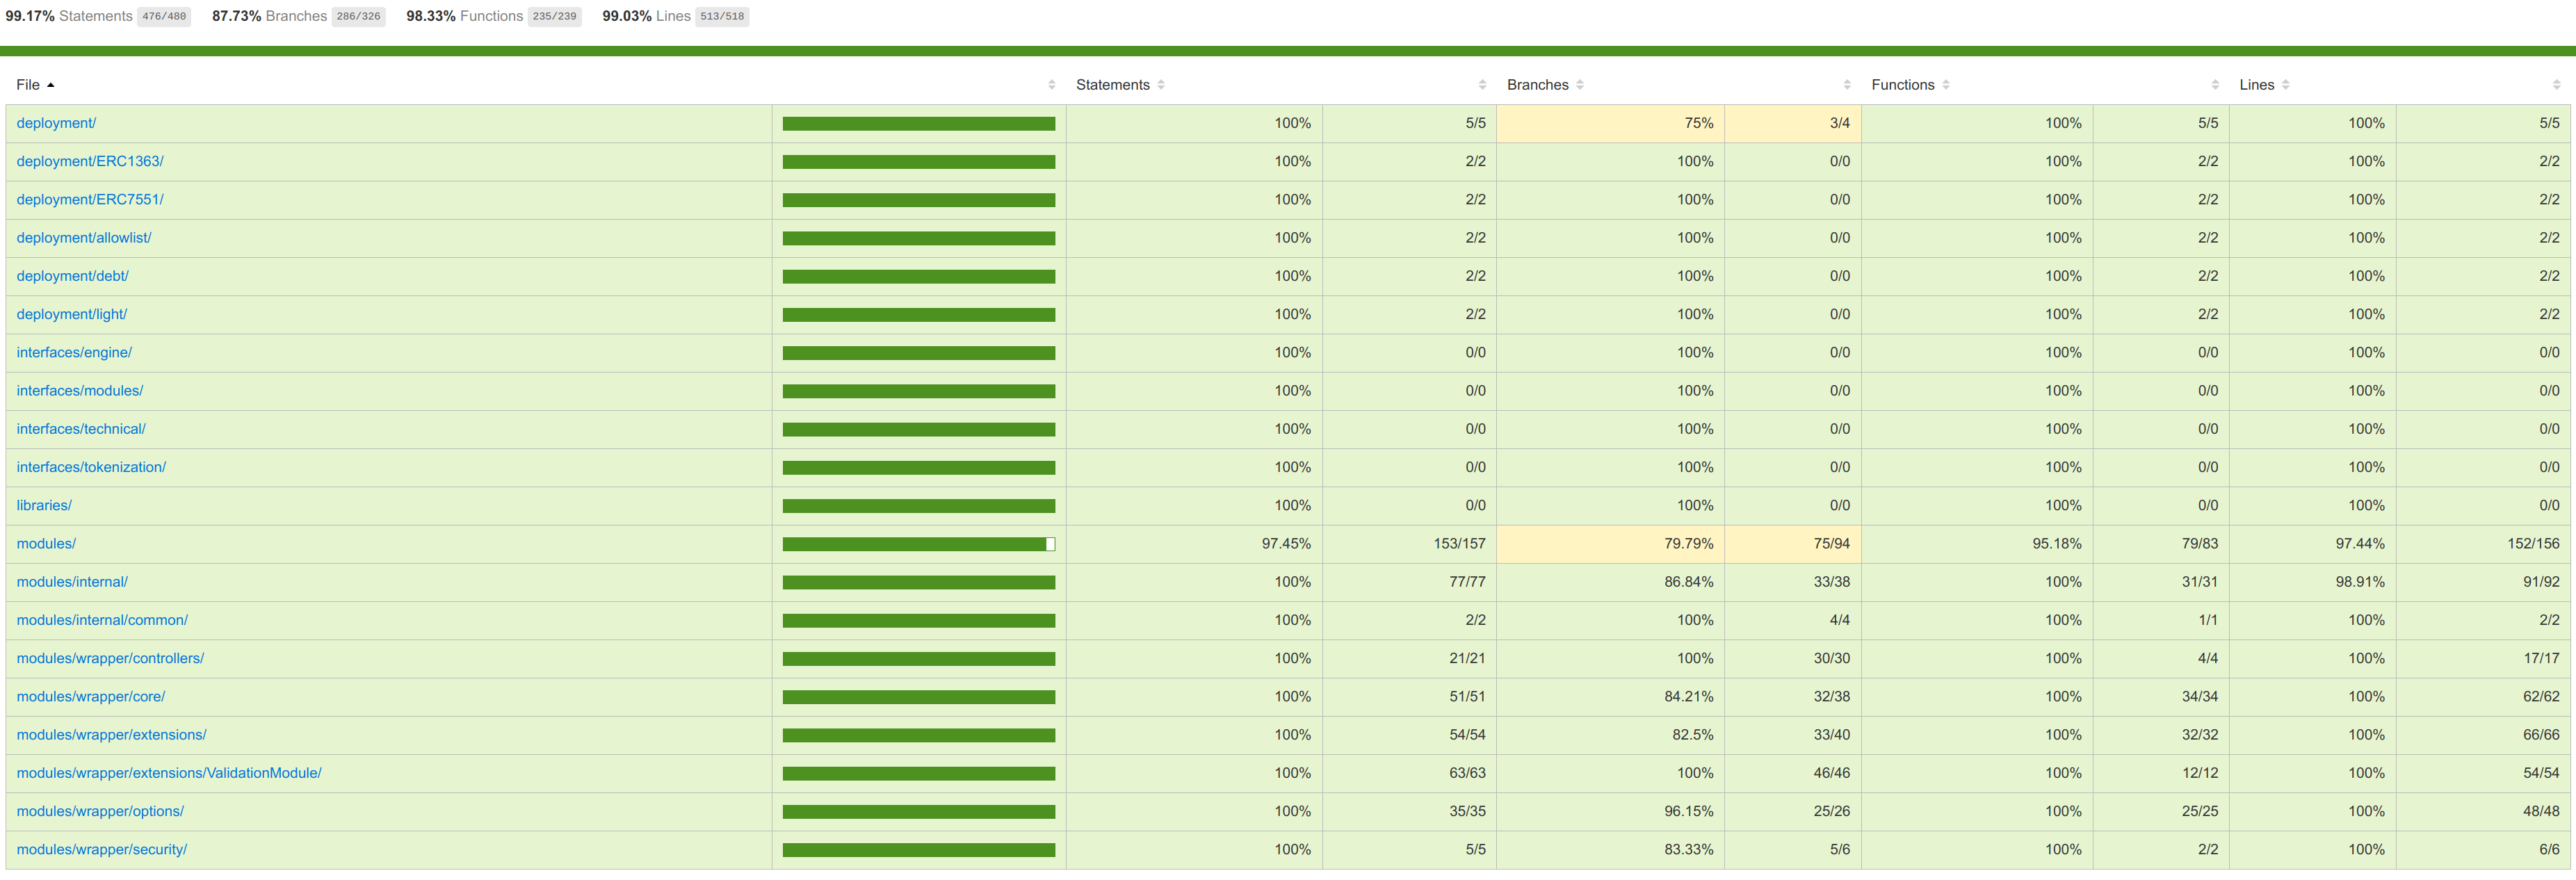 99.17% Statements 476/480 87.73% Branches 286/326 98.33% Functions 235/239 99.03% Lines 513/518
File Statements Branches Functions Lines
deployment/ 100% 5/5 75% 3/4 100% 5/5 100% 5/5
deployment/ERC1363/ 100% 2/2 100% 0/0 100% 2/2 100% 2/2
deployment/ERC7551/ 100% 2/2 100% 0/0 100% 2/2 100% 2/2
deployment/allowlist/ 100% 2/2 100% 0/0 100% 2/2 100% 2/2
deployment/debt/ 100% 2/2 100% 0/0 100% 2/2 100% 2/2
deployment/light/ 100% 2/2 100% 0/0 100% 2/2 100% 2/2
interfaces/engine/ 100% 0/0 100% 0/0 100% 0/0 100% 0/0
interfaces/modules/ 100% 0/0 100% 0/0 100% 0/0 100% 0/0
interfaces/technical/ 100% 0/0 100% 0/0 100% 0/0 100% 0/0
interfaces/tokenization/ 100% 0/0 100% 0/0 100% 0/0 100% 0/0
libraries/ 100% 0/0 100% 0/0 100% 0/0 100% 0/0
modules/ 97.45% 153/157 79.79% 75/94 95.18% 79/83 97.44% 152/156
modules/internal/ 100% 77/77 86.84% 33/38 100% 31/31 98.91% 91/92
modules/internal/common/ 100% 2/2 100% 4/4 100% 1/1 100% 2/2
modules/wrapper/controllers/ 100% 21/21 100% 30/30 100% 4/4 100% 17/17
modules/wrapper/core/ 100% 51/51 84.21% 32/38 100% 34/34 100% 62/62
modules/wrapper/extensions/ 100% 54/54 82.5% 33/40 100% 32/32 100% 66/66
modules/wrapper/extensions/ValidationModule/ 100% 63/63 100% 46/46 100% 12/12 100% 54/54
modules/wrapper/options/ 100% 35/35 96.15% 25/26 100% 25/25 100% 48/48
modules/wrapper/security/ 100% 5/5 83.33% 5/6 100% 2/2 100% 6/6